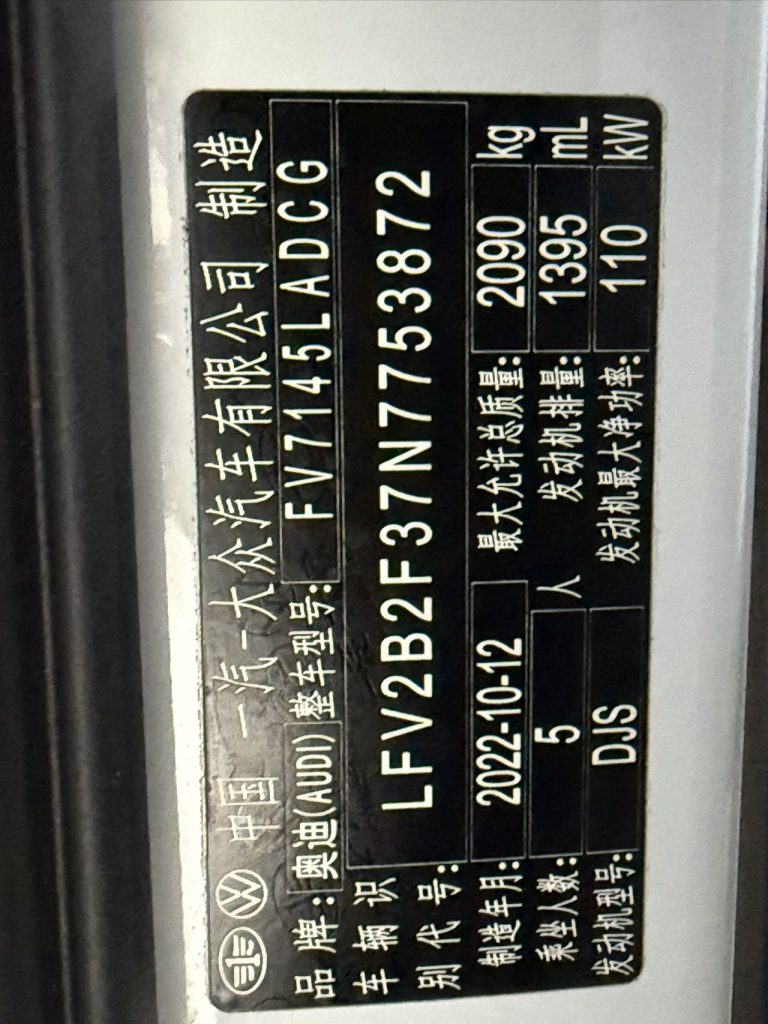 中国 一汽-大众汽车有限公司 制造
品牌:奥迪(AUDI) 整车型号: FV7145LADCG
车辆识别代号: LFV2B2F37N7753872
制造年月: 2022-10-12 最大允许总质量: 2090 kg
乘坐人数: 5 人 发动机排量: 1395 mL
发动机型号: DJS 发动机最大净功率: 110 kW